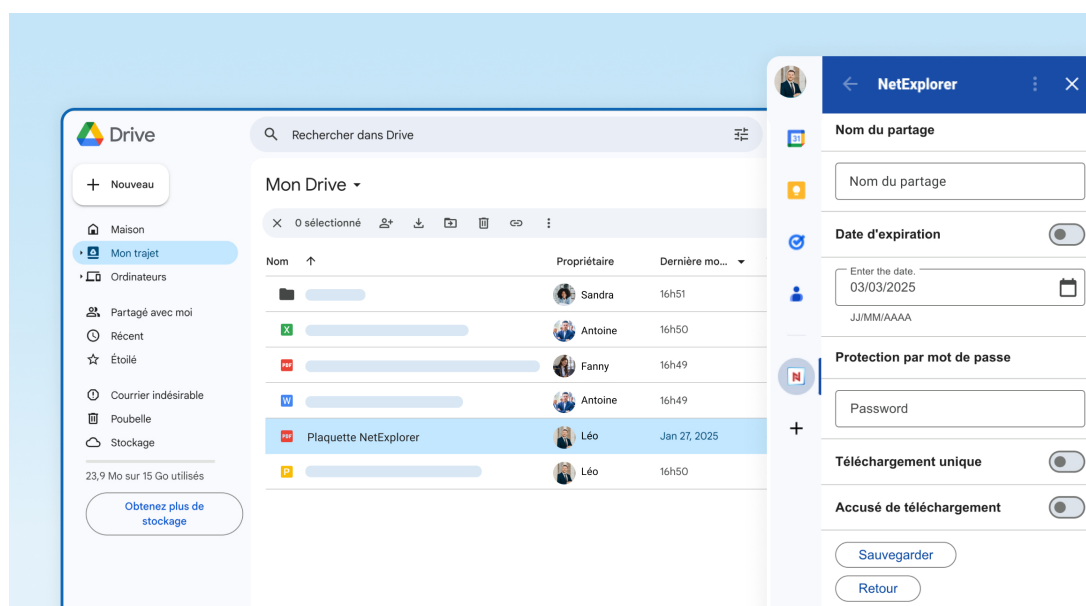 Drive
Rechercher dans Drive
Nouveau
Maison
Mon trajet
Ordinateurs
Partagé avec moi
Récent
Étoilé
Courrier indésirable
Poubelle
Stockage
23,9 Mo sur 15 Go utilisés
Obtenez plus de
stockage
Mon Drive
0 sélectionné
Nom Propriétaire Dernière mo...
Sandra 16h51
X Antoine 16h50
PDF Fanny 16h49
W Antoine 16h49
PDF Plaquette NetExplorer Léo Jan 27, 2025
P Léo 16h50
31
N
NetExplorer
Nom du partage
Nom du partage
Date d'expiration
Enter the date.
03/03/2025
JJ/MM/AAAA
Protection par mot de passe
Password
Téléchargement unique
Accusé de téléchargement
Sauvegarder
Retour